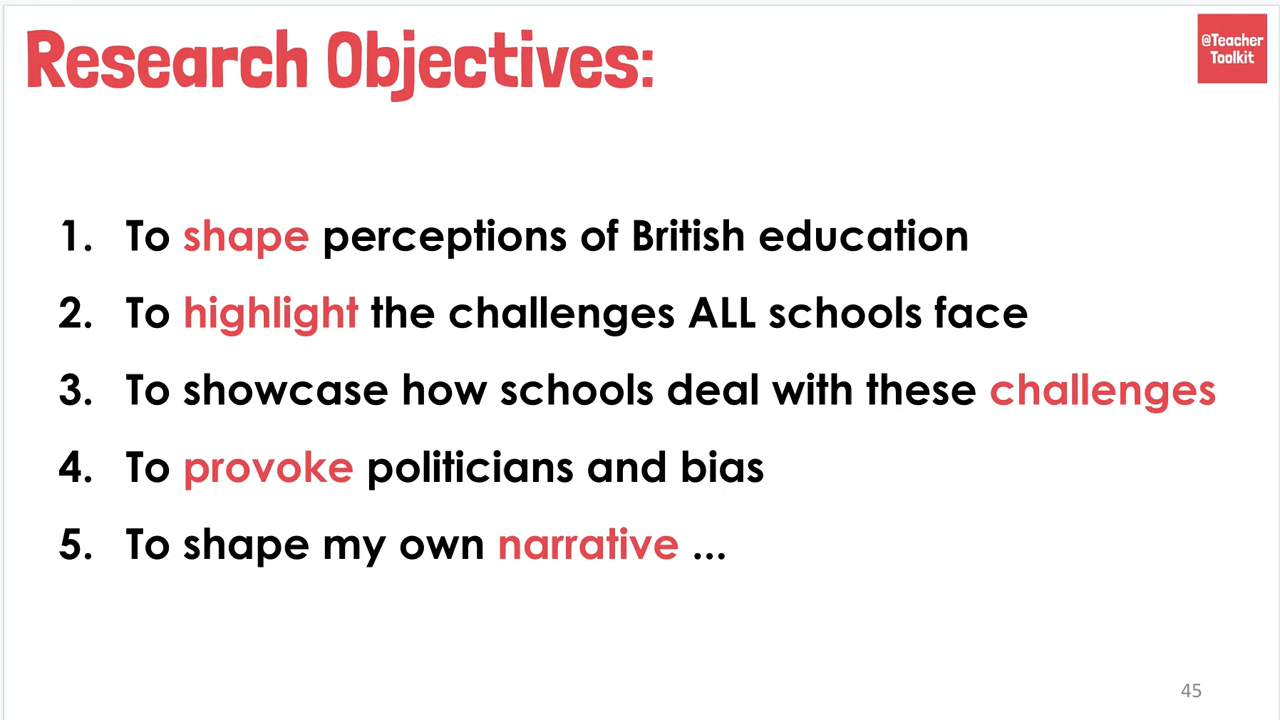 Research Objectives:
@Teacher
Toolkit
1. To shape perceptions of British education
2. To highlight the challenges ALL schools face
3. To showcase how schools deal with these challenges
4. To provoke politicians and bias
5. To shape my own narrative ...
45